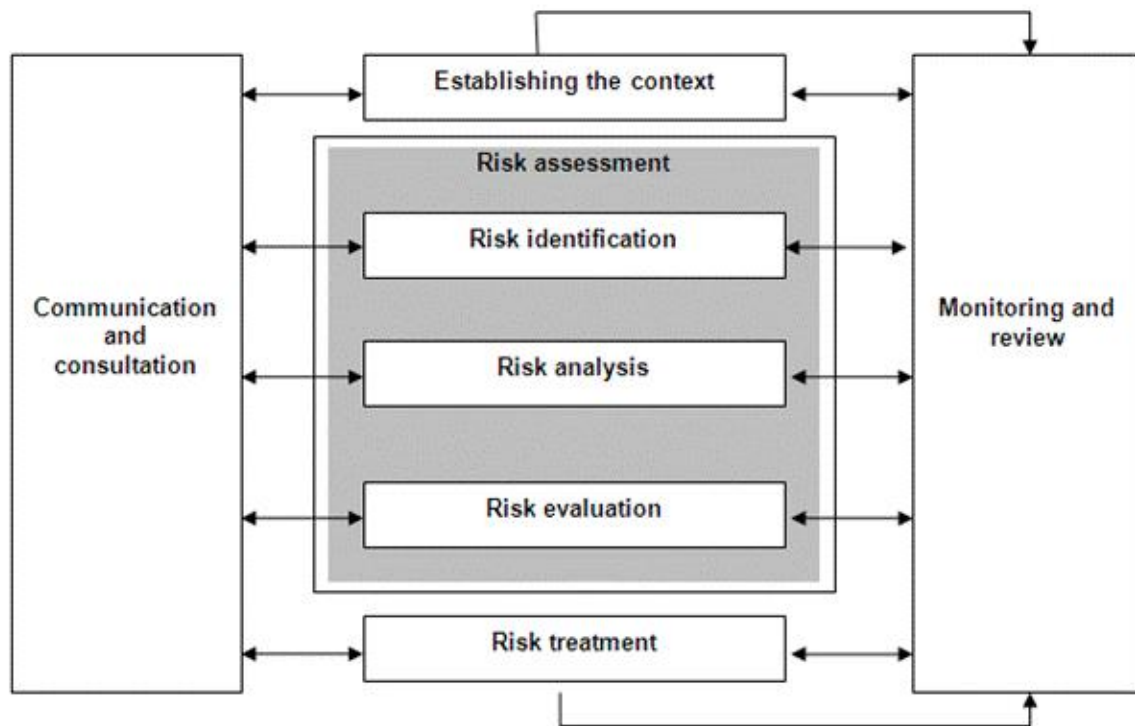 Establishing the context
Risk assessment
Risk identification
Communication
and
consultation
Monitoring and
review
Risk analysis
Risk evaluation
Risk treatment